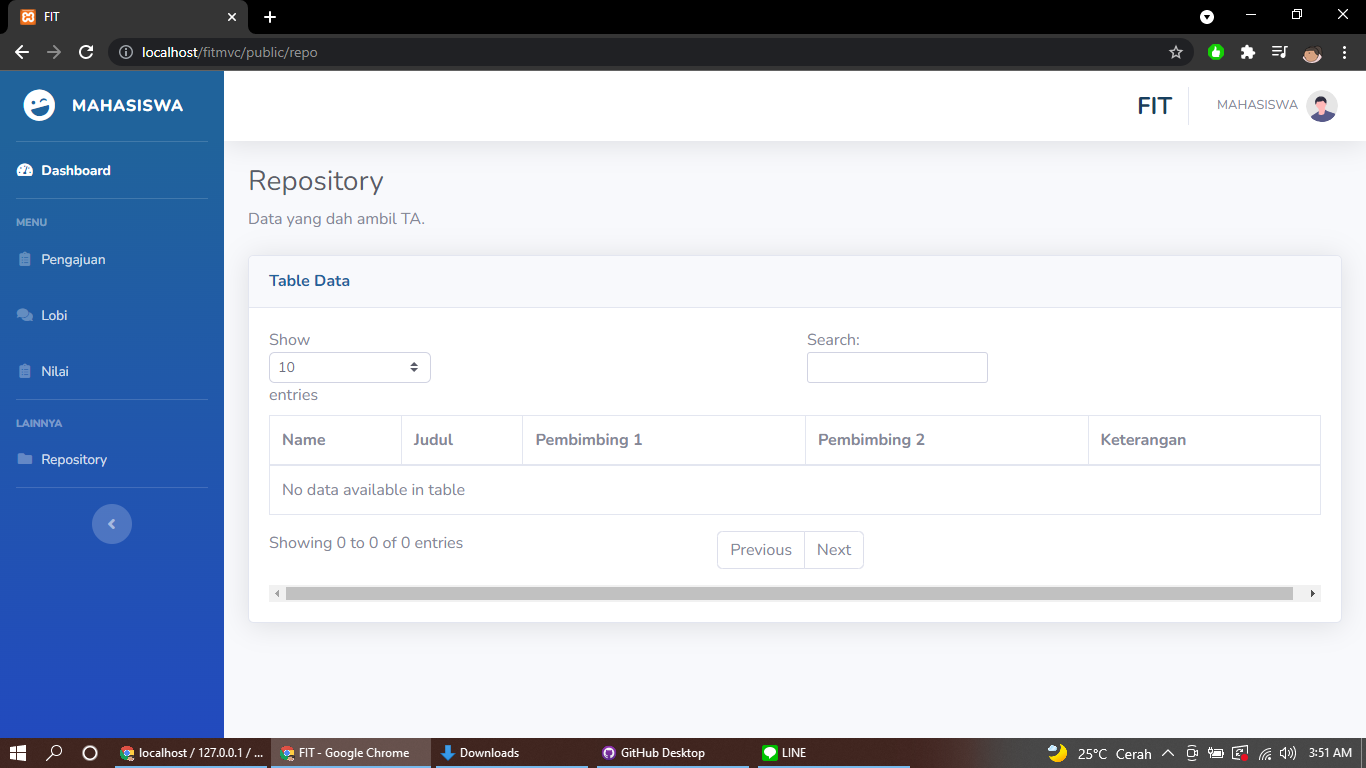 FIT
localhost/fitmvc/public/repo
MAHASISWA
FIT
MAHASISWA
Dashboard
MENU
Pengajuan
Lobi
Nilai
LAINNYA
Repository
Repository
Data yang dah ambil TA.
Table Data
Show
10
entries
Search:
Name Judul Pembimbing 1 Pembimbing 2 Keterangan
No data available in table
Showing 0 to 0 of 0 entries
Previous Next
localhost / 127.0.0.1 / ... FIT - Google Chrome Downloads GitHub Desktop LINE 25°C Cerah 3:51 AM